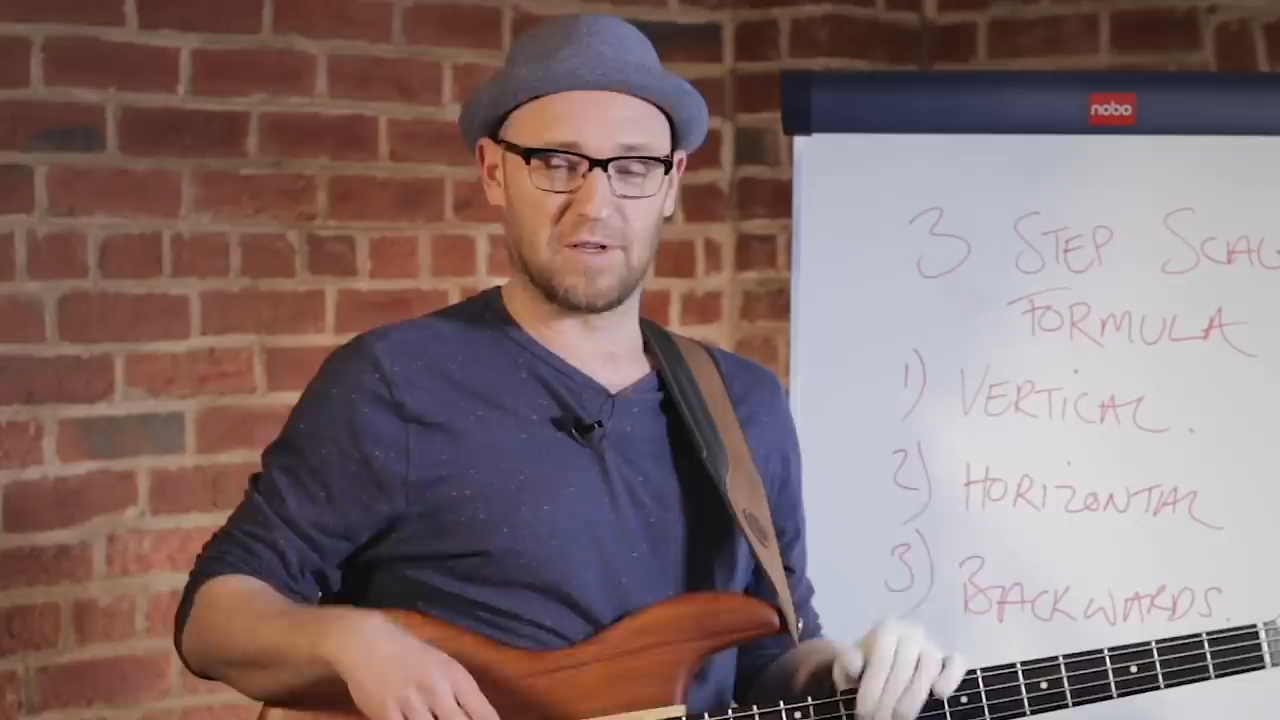 nobo
3 STEP
FORMULA
1) VERTICAL.
2) HORIZONTAL
3) BACKWARDS.